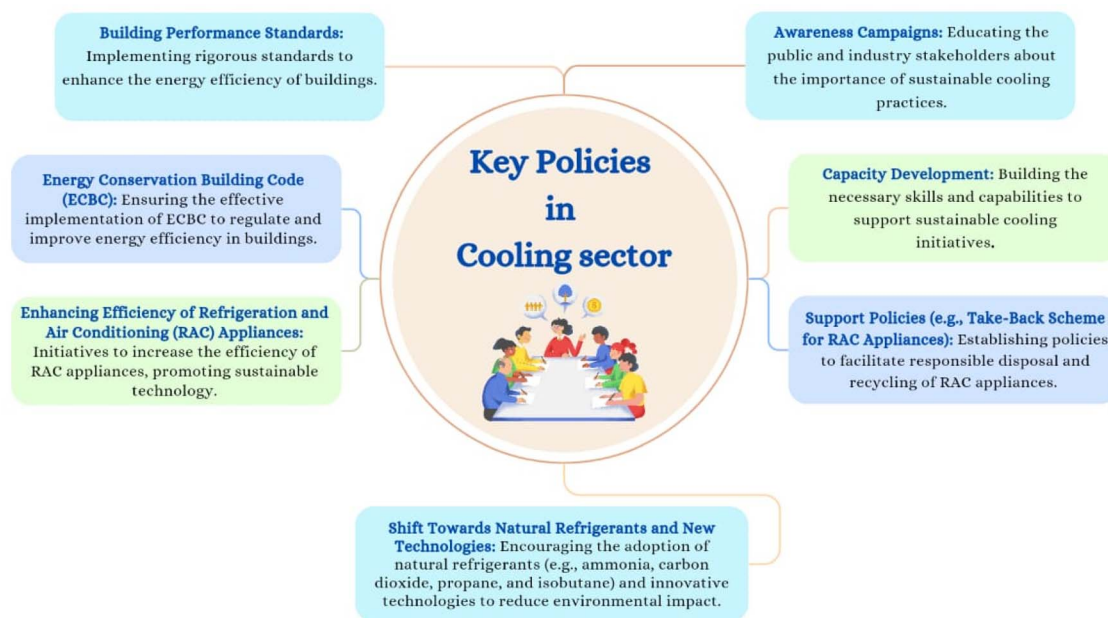 Building Performance Standards:
Implementing rigorous standards to
enhance the energy efficiency of buildings.
Awareness Campaigns: Educating the
public and industry stakeholders about
the importance of sustainable cooling
practices.
Key Policies
in
Cooling sector
Energy Conservation Building Code
(ECBC): Ensuring the effective
implementation of ECBC to regulate and
improve energy efficiency in buildings.
Capacity Development: Building the
necessary skills and capabilities to
support sustainable cooling
initiatives.
Enhancing Efficiency of Refrigeration and
Air Conditioning (RAC) Appliances:
Initiatives to increase the efficiency of
RAC appliances, promoting sustainable
technology.
Support Policies (e.g., Take-Back Scheme
for RAC Appliances): Establishing policies
to facilitate responsible disposal and
recycling of RAC appliances.
Shift Towards Natural Refrigerants and New
Technologies: Encouraging the adoption of
natural refrigerants (e.g., ammonia, carbon
dioxide, propane, and isobutane) and innovative
technologies to reduce environmental impact.